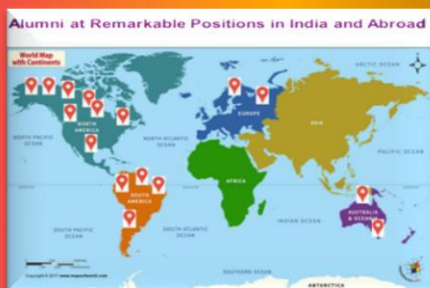 Alumni at Remarkable Positions in India and Abroad
World Map
with Continents
ARCTIC OCEAN
NORTH PACIFIC
OCEAN
NORTH
AMERICA
NORTH ATLANTIC
OCEAN
EUROPE
ASIA
PACIFIC OCEAN
AFRICA
SOUTH
AMERICA
INDIAN OCEAN
AUSTRALIA
& OCEANIA
SOUTH PACIFIC
OCEAN
SOUTH ATLANTIC
OCEAN
SOUTHERN OCEAN
ANTARCTICA